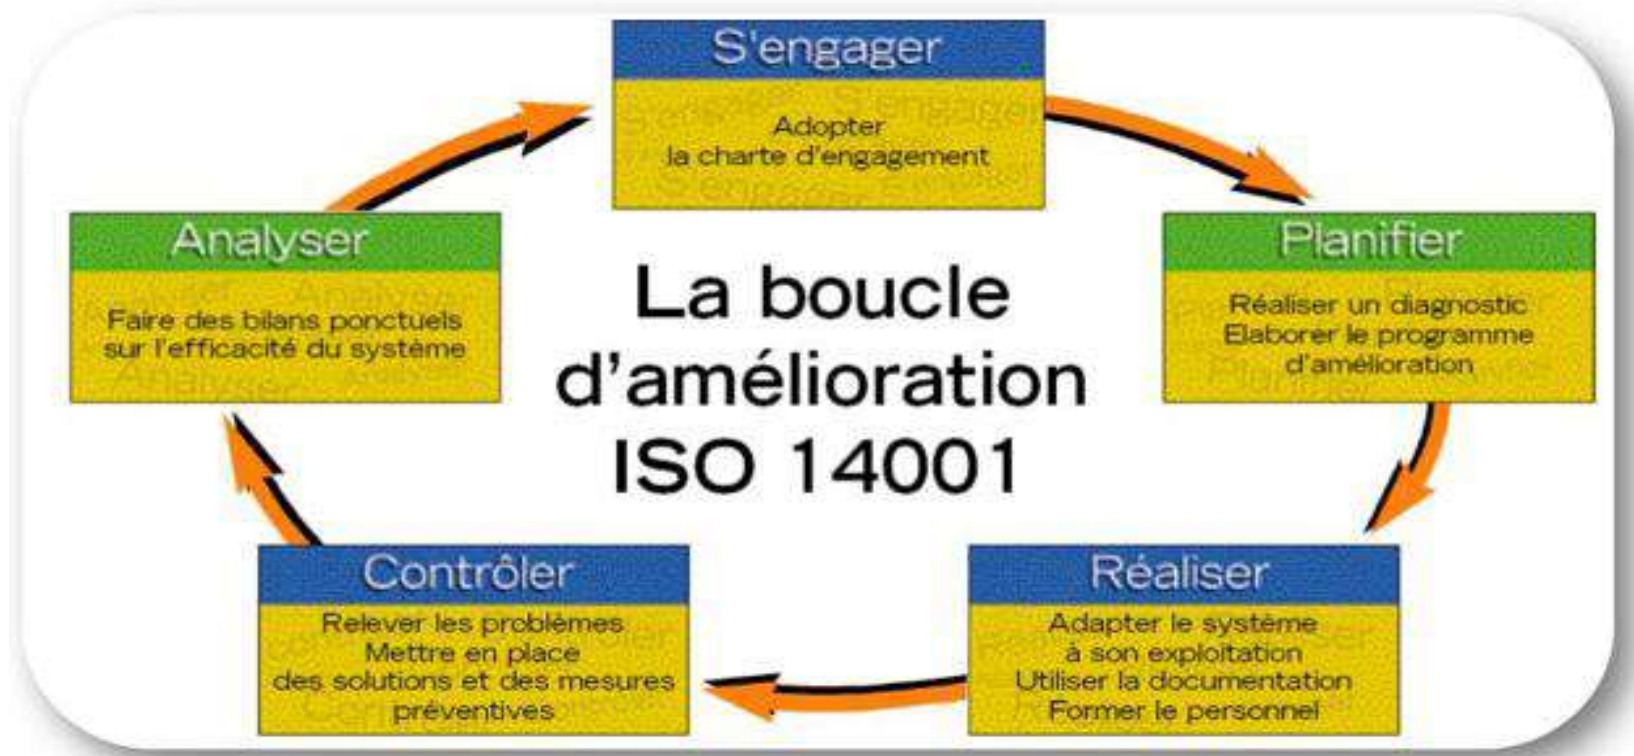 S'engager
Adopter
la charte d'engagement
Planifier
Réaliser un diagnostic
Elaborer le programme
d'amélioration
Réaliser
Adapter le système
à son exploitation
Utiliser la documentation
Former le personnel
Contrôler
Relever les problèmes
Mettre en place
des solutions et des mesures
préventives
Analyser
Faire des bilans ponctuels
sur l'efficacité du système
La boucle
d'amélioration
ISO 14001